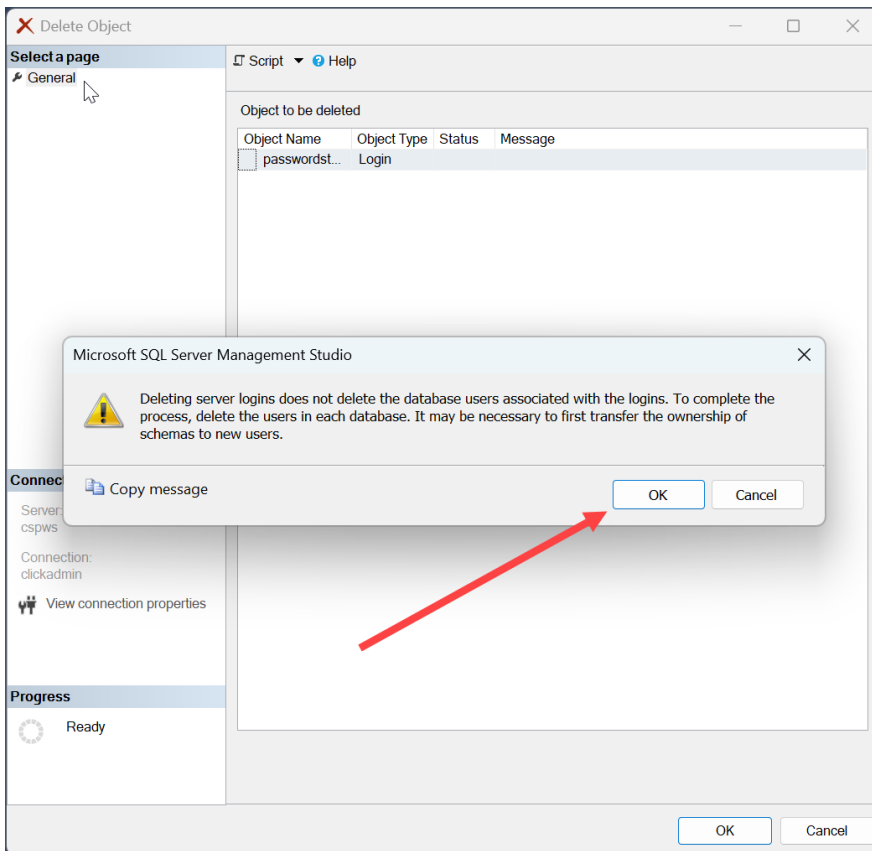 Delete Object
Select a page
General
Script Help
Object to be deleted
Object Name Object Type Status Message
passwordst... Login
Microsoft SQL Server Management Studio
Deleting server logins does not delete the database users associated with the logins. To complete the
process, delete the users in each database. It may be necessary to first transfer the ownership of
schemas to new users.
Copy message
OK Cancel
Connec
Server:
cspws
Connection:
clickadmin
View connection properties
Progress
Ready
OK Cancel